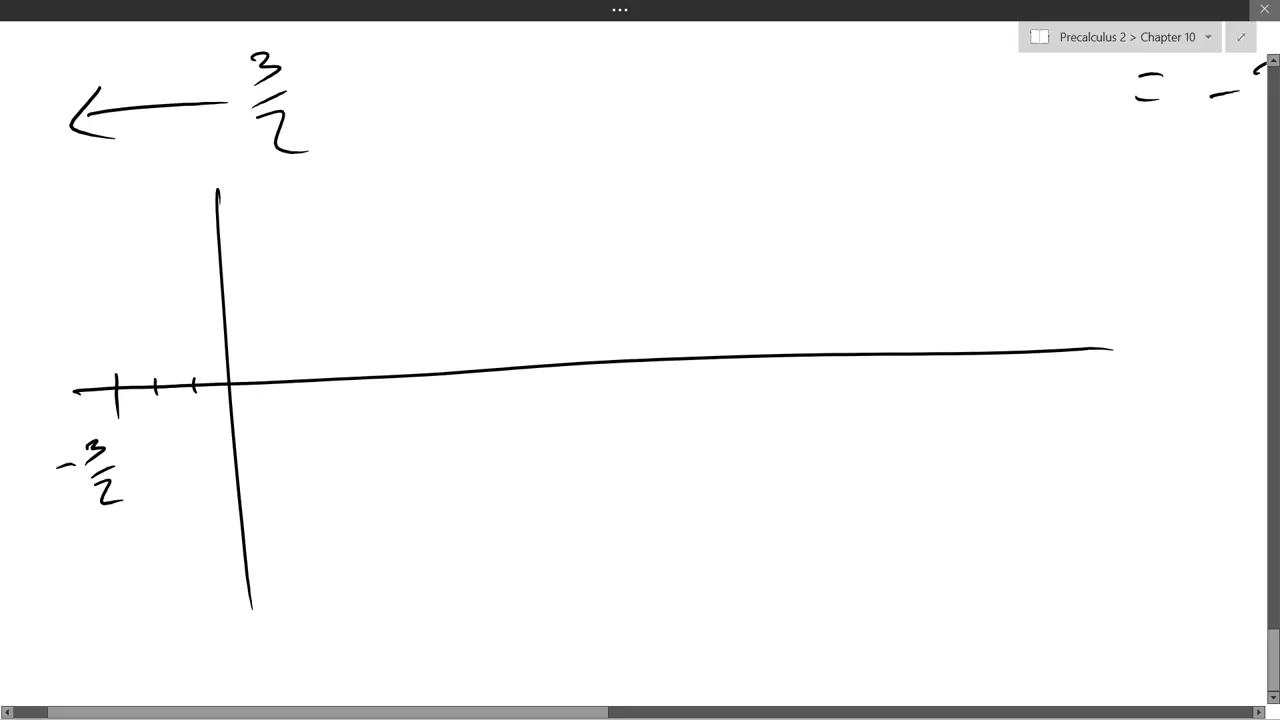 Precalculus 2 > Chapter 10
← 3/2
= -
-3/2